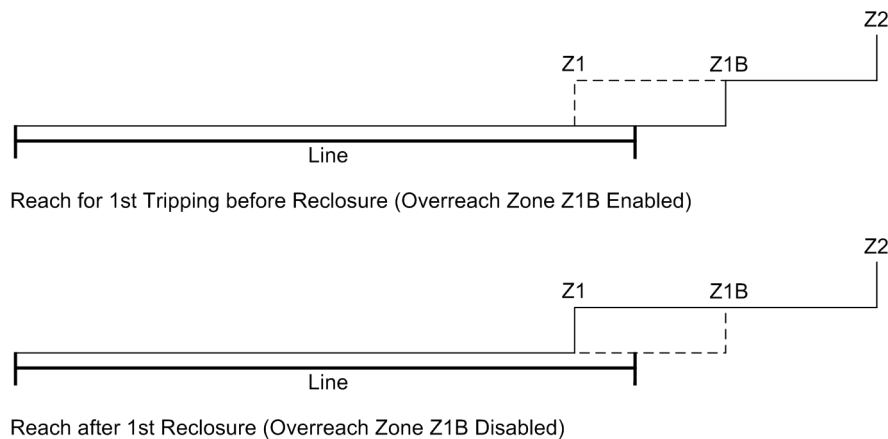 Z2
Z1 Z1B
Line
Reach for 1st Tripping before Reclosure (Overreach Zone Z1B Enabled)
Z2
Z1 Z1B
Line
Reach after 1st Reclosure (Overreach Zone Z1B Disabled)